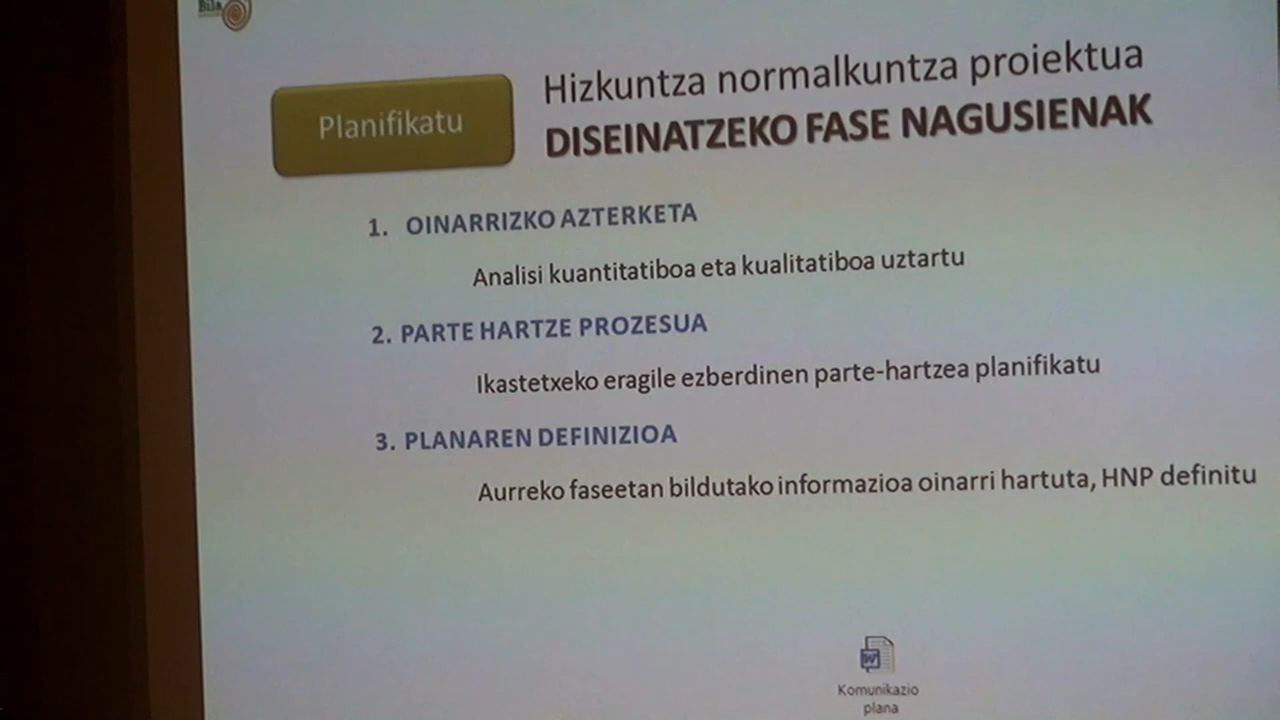 Bila
Planifikatu
Hizkuntza normalkuntza proiektua
DISEINATZEKO FASE NAGUSIENAK
1. OINARRIZKO AZTERKETA
Analisi kuantitatiboa eta kualitatiboa uztartu
2. PARTE HARTZE PROZESUA
Ikastetxeko eragile ezberdinen parte-hartzea planifikatu
3. PLANAREN DEFINIZIOA
Aurreko faseetan bildutako informazioa oinarri hartuta, HNP definitu
Komunikazio
plana